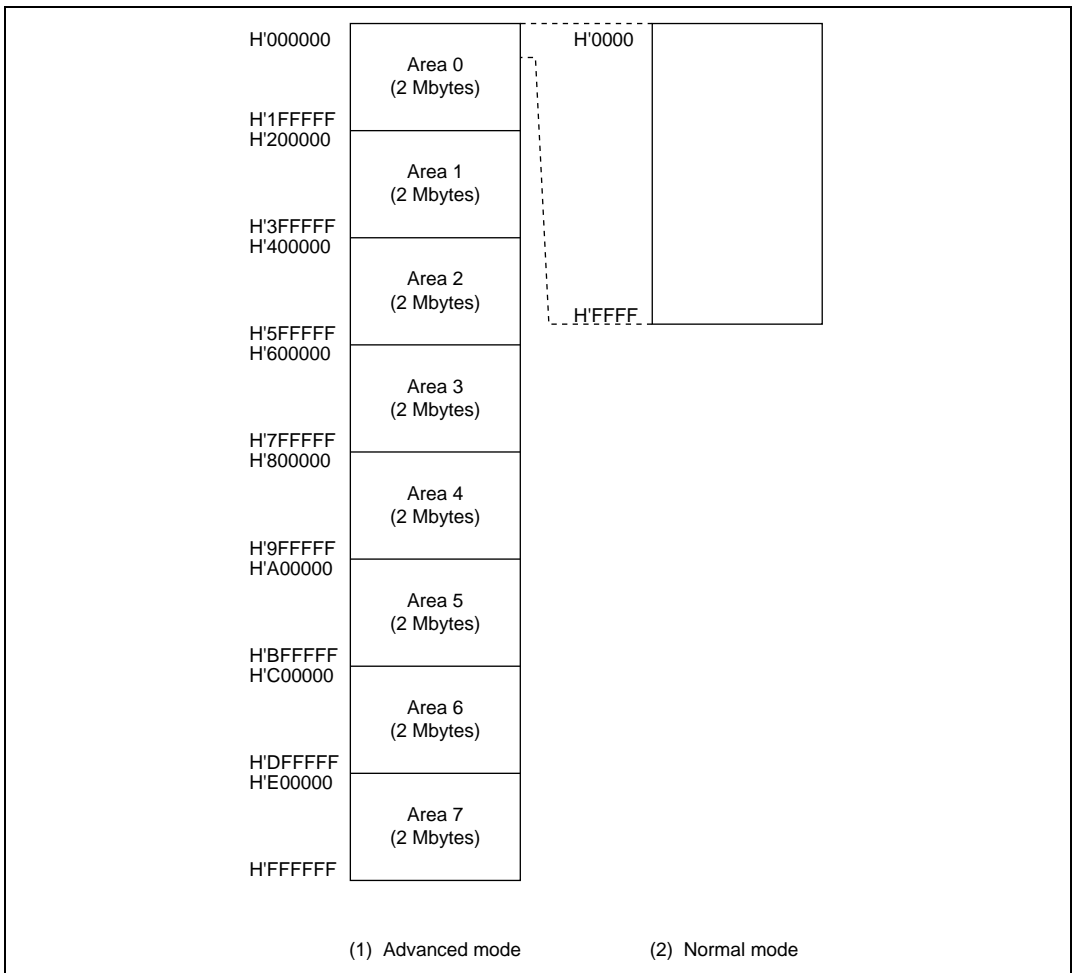 H'000000
Area 0
(2 Mbytes)
H'1FFFFF
H'200000
Area 1
(2 Mbytes)
H'3FFFFF
H'400000
Area 2
(2 Mbytes)
H'5FFFFF
H'600000
Area 3
(2 Mbytes)
H'7FFFFF
H'800000
Area 4
(2 Mbytes)
H'9FFFFF
H'A00000
Area 5
(2 Mbytes)
H'BFFFFF
H'C00000
Area 6
(2 Mbytes)
H'DFFFFF
H'E00000
Area 7
(2 Mbytes)
H'FFFFFF
(1) Advanced mode
H'0000
H'FFFF
(2) Normal mode